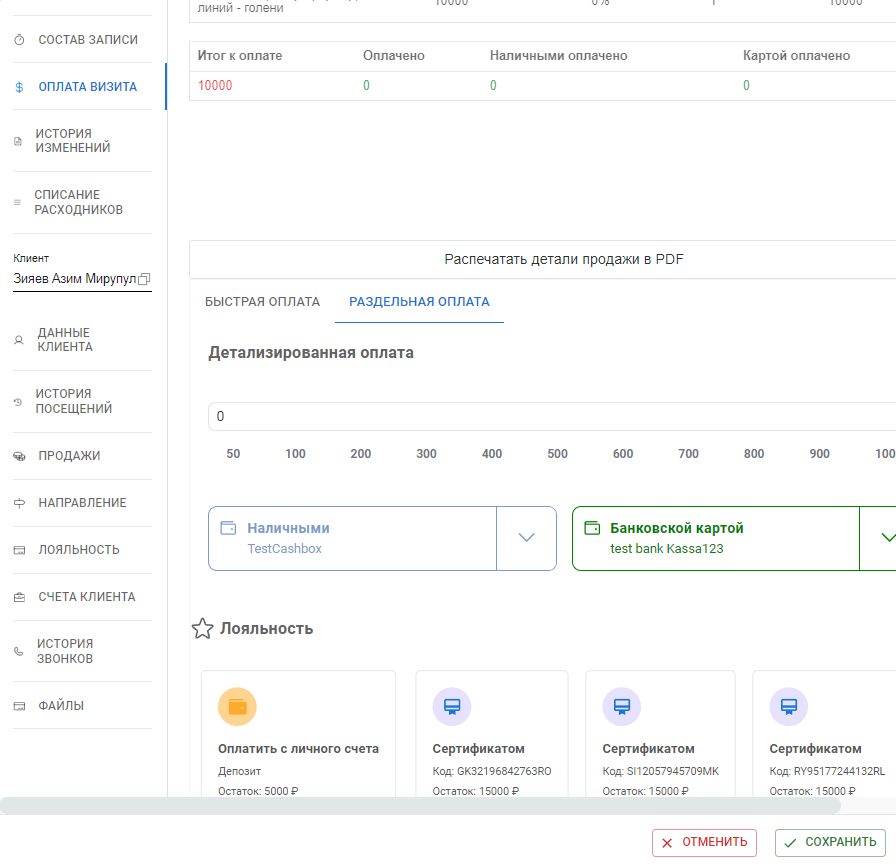 линий - голени
10000 0% 1 10000
СОСТАВ ЗАПИСИ
ОПЛАТА ВИЗИТА
ИСТОРИЯ
ИЗМЕНЕНИЙ
СПИСАНИЕ
РАСХОДНИКОВ
Клиент
Зияев Азим Мирупул
ДАННЫЕ
КЛИЕНТА
ИСТОРИЯ
ПОСЕЩЕНИЙ
ПРОДАЖИ
НАПРАВЛЕНИЕ
ЛОЯЛЬНОСТЬ
СЧЕТА КЛИЕНТА
ИСТОРИЯ
ЗВОНКОВ
ФАЙЛЫ
Итог к оплате Оплачено Наличными оплачено Картой оплачено
10000 0 0 0
Распечатать детали продажи в PDF
БЫСТРАЯ ОПЛАТА РАЗДЕЛЬНАЯ ОПЛАТА
Детализированная оплата
0
50 100 200 300 400 500 600 700 800 900 100
Наличными
TestCashbox
Банковской картой
test bank Kassa123
Лояльность
Оплатить с личного счета
Депозит
Остаток: 5000 ₽
Сертификатом
Код: GK32196842763RO
Остаток: 15000 ₽
Сертификатом
Код: SI12057945709MK
Остаток: 15000 ₽
Сертификатом
Код: RY95177244132RL
Остаток: 15000 ₽
ОТМЕНИТЬ СОХРАНИТЬ